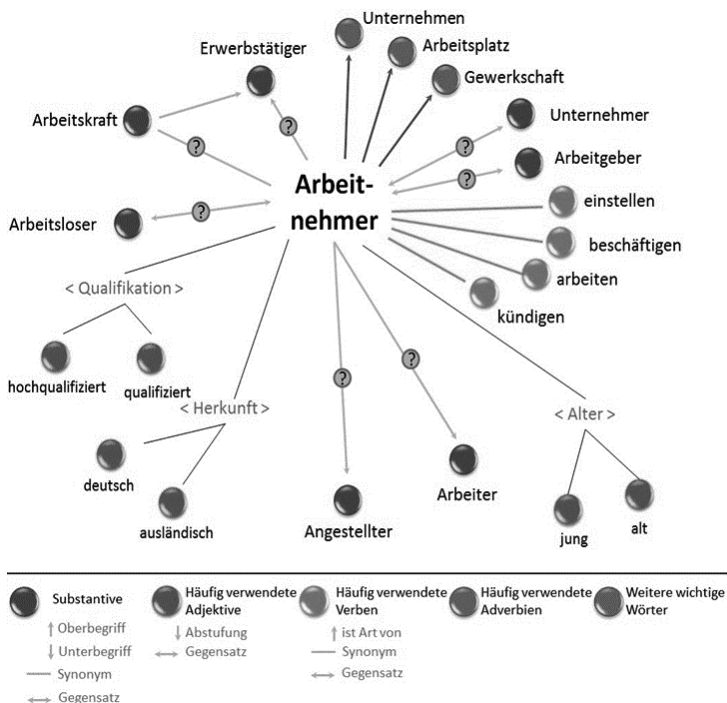 Unternehmen
Erwerbstätiger
Arbeitsplatz
Gewerkschaft
Arbeitskraft
?
?
?
Unternehmer
Arbeitgeber
?
Arbeit-
nehmer
einstellen
Arbeitsloser
?
beschäftigen
arbeiten
< Qualifikation >
kündigen
?
?
hochqualifiziert
qualifiziert
< Herkunft >
< Alter >
deutsch
ausländisch
Angestellter
Arbeiter
jung
alt
Substantive
↑ Oberbegriff
↓ Unterbegriff
— Synonym
↔ Gegensatz
Häufig verwendete
Adjektive
↓ Abstufung
↔ Gegensatz
Häufig verwendete
Verben
↑ ist Art von
— Synonym
↔ Gegensatz
Häufig verwendete
Adverbien
Weitere wichtige
Wörter